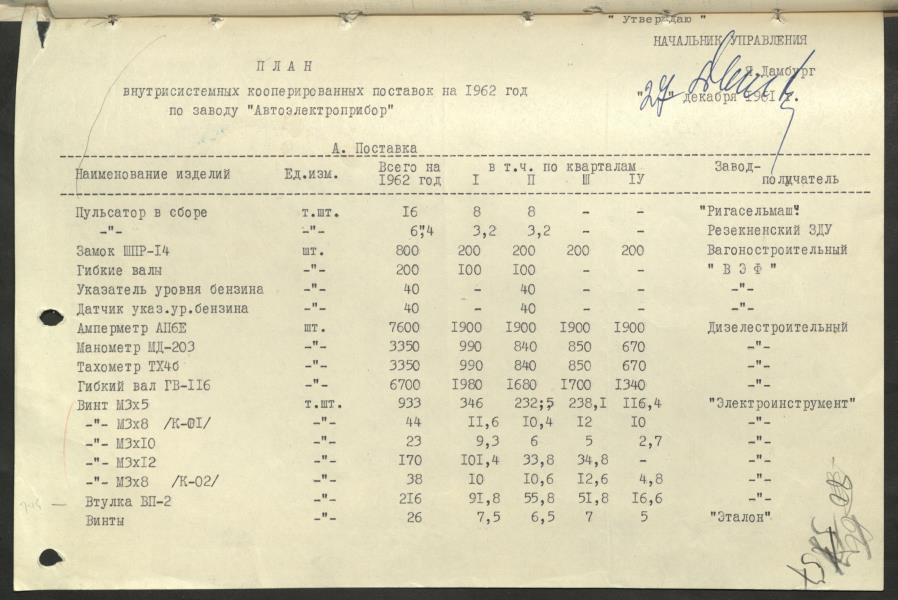 " Утверждаю "
НАЧАЛЬНИК УПРАВЛЕНИЯ
Я.Дамбург
"27" декабря 1961 г.
П Л А Н
внутрисистемных кооперированных поставок на 1962 год
по заводу "Автоэлектроприбор"
А. Поставка
Наименование изделий Ед.изм. Всего на 1962 год в т.ч. по кварталам I П Ш IУ Завод-получатель
Пульсатор в сборе т.шт. 16 8 8 - - "Ригасельмаш".
-"- -"- 6,4 3,2 3,2 - - Резекненский ЗДУ
Замок ШПР-14 шт. 800 200 200 200 200 Вагоностроительный
Гибкие валы -"- 200 100 100 - - " В Э Ф "
Указатель уровня бензина -"- 40 - 40 - - -"-
Датчик указ.ур.бензина -"- 40 - 40 - - -"-
Амперметр АП6Е шт. 7600 1900 1900 1900 1900 Дизелестроительный
Манометр МД-203 -"- 3350 990 840 850 670 -"-
Тахометр ТХ4б -"- 3350 990 840 850 670 -"-
Гибкий вал ГВ-116 -"- 6700 1980 1680 1700 1340 -"-
Винт М3х5 т.шт. 933 346 232,5 238,1 116,4 "Электроинструмент"
-"- М3х8 /К-01/ -"- 44 11,6 10,4 12 10 -"-
-"- М3х10 -"- 23 9,3 6 5 2,7 -"-
-"- М3х12 -"- 170 101,4 33,8 34,8 - -"-
-"- М3х8 /К-02/ -"- 38 10 10,6 12,6 4,8 -"-
Втулка ВП-2 -"- 216 91,8 55,8 51,8 16,6 -"-
Винты -"- 26 7,5 6,5 7 5 "Эталон"